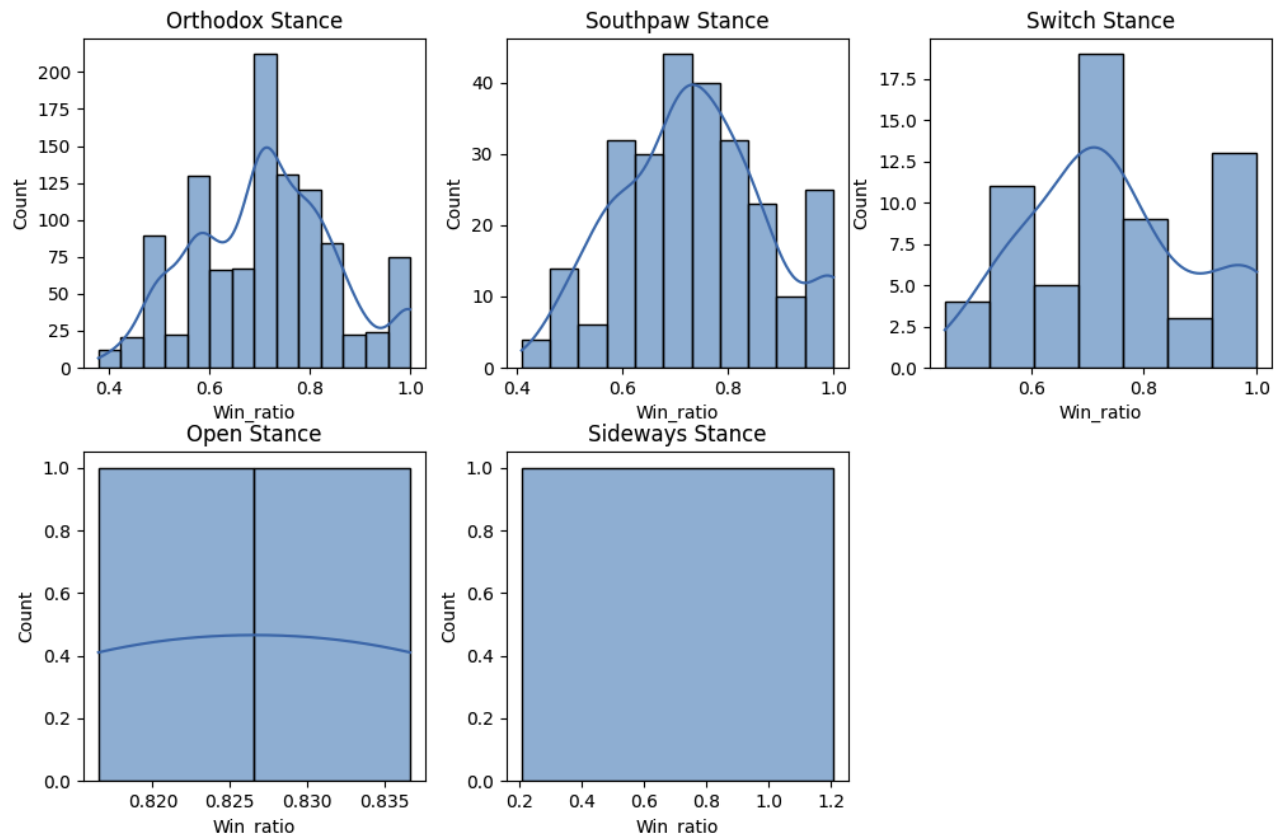 Orthodox Stance
Southpaw Stance
Switch Stance
200
175
150
125
100
75
50
25
0
Count
0.4 0.6 0.8 1.0
Win_ratio
40
30
20
10
0
Count
0.4 0.6 0.8 1.0
Win_ratio
17.5
15.0
12.5
10.0
7.5
5.0
2.5
0.0
Count
0.6 0.8 1.0
Win_ratio
Open Stance
Sideways Stance
1.0
0.8
0.6
0.4
0.2
0.0
Count
0.820 0.825 0.830 0.835
Win_ratio
1.0
0.8
0.6
0.4
0.2
0.0
Count
0.2 0.4 0.6 0.8 1.0 1.2
Win_ratio